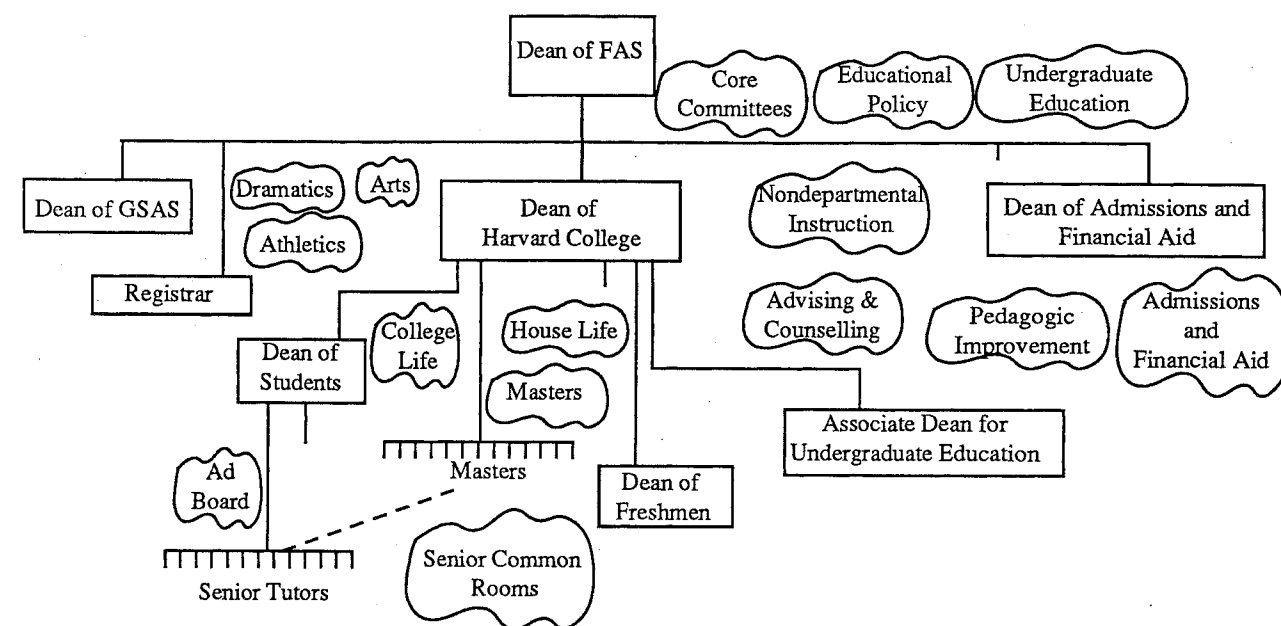 Dean of FAS
Core
Committees
Educational
Policy
Undergraduate
Education
Dean of GSAS
Dramatics
Arts
Athletics
Dean of
Harvard College
Nondepartmental
Instruction
Dean of Admissions and
Financial Aid
Registrar
Dean of
Students
College
Life
House Life
Masters
Advising &
Counselling
Pedagogic
Improvement
Admissions
and
Financial Aid
Associate Dean for
Undergraduate Education
Ad
Board
Masters
Dean of
Freshmen
Senior Tutors
Senior Common
Rooms